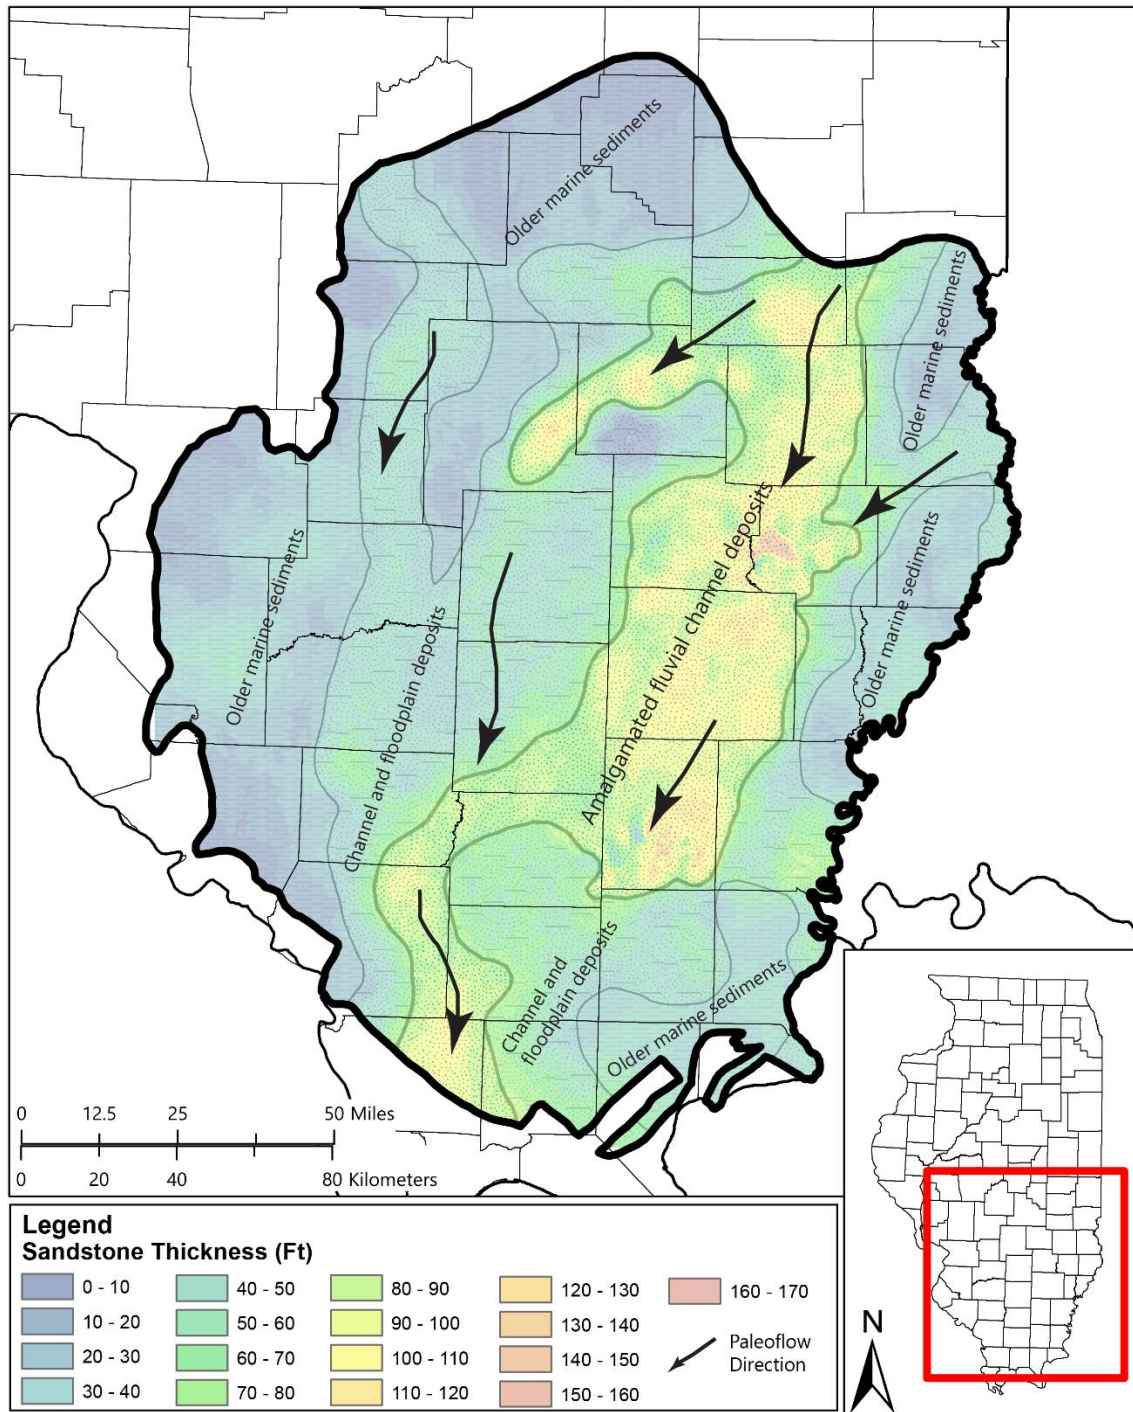 Older marine sediments
Older marine sediments
Older marine sediments
Older marine sediments
Channel and floodplain deposits
Amalgamated fluvial channel deposits
Channel and
floodplain deposits
Older marine sediments
0 12.5 25 50 Miles
0 20 40 80 Kilometers
Legend
Sandstone Thickness (Ft)
0 - 10
10 - 20
20 - 30
30 - 40
40 - 50
50 - 60
60 - 70
70 - 80
80 - 90
90 - 100
100 - 110
110 - 120
120 - 130
130 - 140
140 - 150
150 - 160
160 - 170
Paleoflow
Direction
N